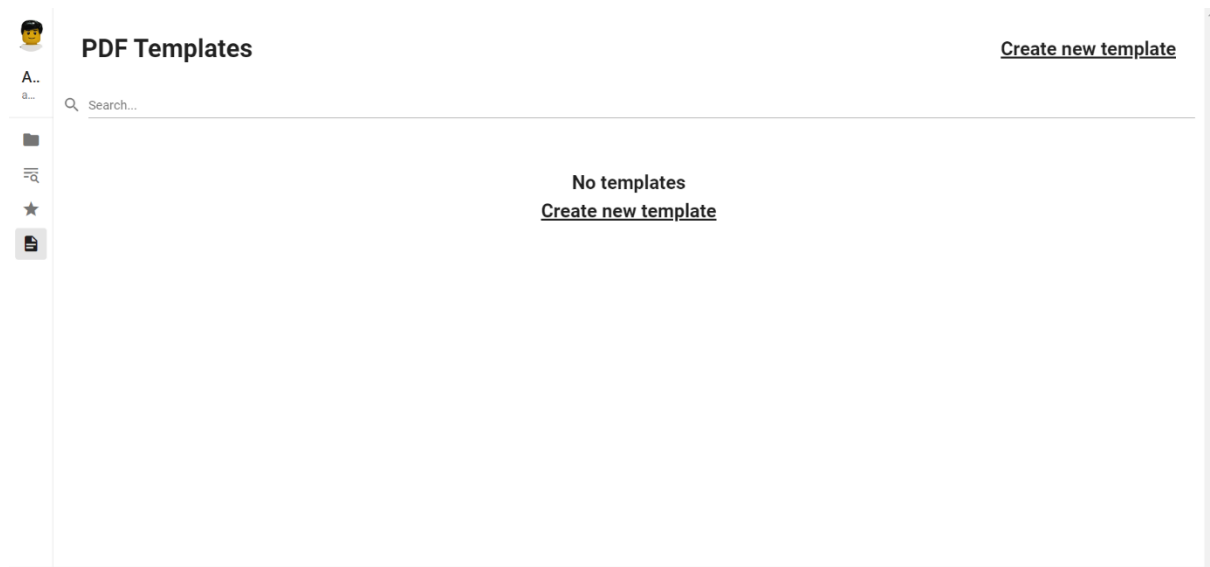 PDF Templates
Create new template
A..
a...
Search...
No templates
Create new template